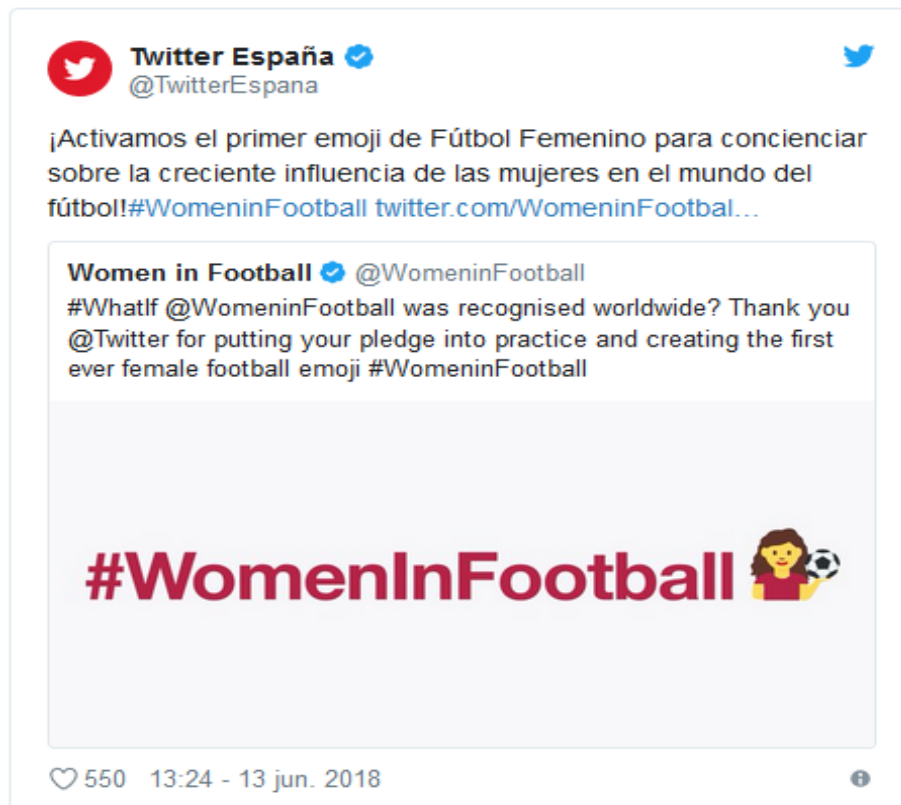 Twitter España
@TwitterEspana
¡Activamos el primer emoji de Fútbol Femenino para concienciar
sobre la creciente influencia de las mujeres en el mundo del
fútbol!#WomeninFootball twitter.com/WomeninFootbal…
Women in Football @WomeninFootball
#WhatIf @WomeninFootball was recognised worldwide? Thank you
@Twitter for putting your pledge into practice and creating the first
ever female football emoji #WomeninFootball
#WomenInFootball
550 13:24 - 13 jun. 2018